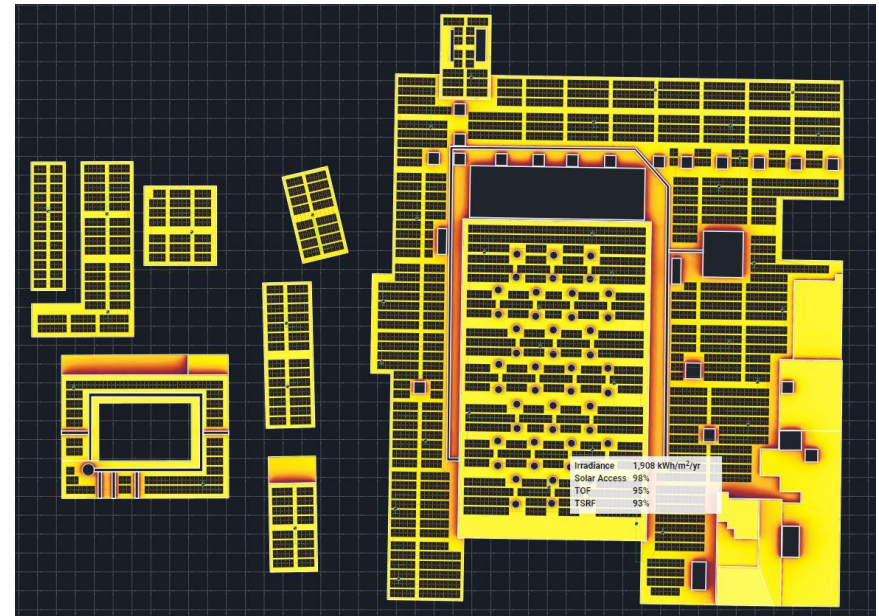 Irradiance 1,908 kWh/m²/yr
Solar Access 98%
TOF 95%
TSRF 93%